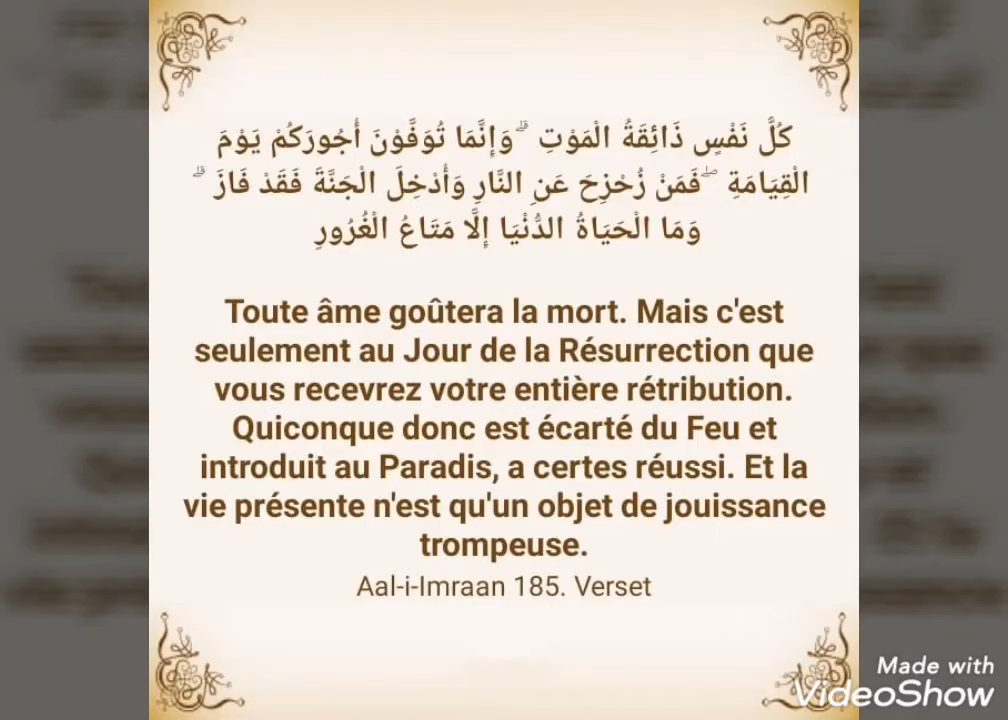 كُلُّ نَفْسٍ ذَائِقَةُ الْمَوْتِ ۗ وَإِنَّمَا تُوَفَّوْنَ أُجُورَكُمْ يَوْمَ
الْقِيَامَةِ ۖ فَمَنْ زُحْزِحَ عَنِ النَّارِ وَأُدْخِلَ الْجَنَّةَ فَقَدْ فَازَ ۗ
وَمَا الْحَيَاةُ الدُّنْيَا إِلَّا مَتَاعُ الْغُرُورِ
Toute âme goûtera la mort. Mais c'est
seulement au Jour de la Résurrection que
vous recevrez votre entière rétribution.
Quiconque donc est écarté du Feu et
introduit au Paradis, a certes réussi. Et la
vie présente n'est qu'un objet de jouissance
trompeuse.
Aal-i-Imraan 185. Verset
Made with
VideoShow